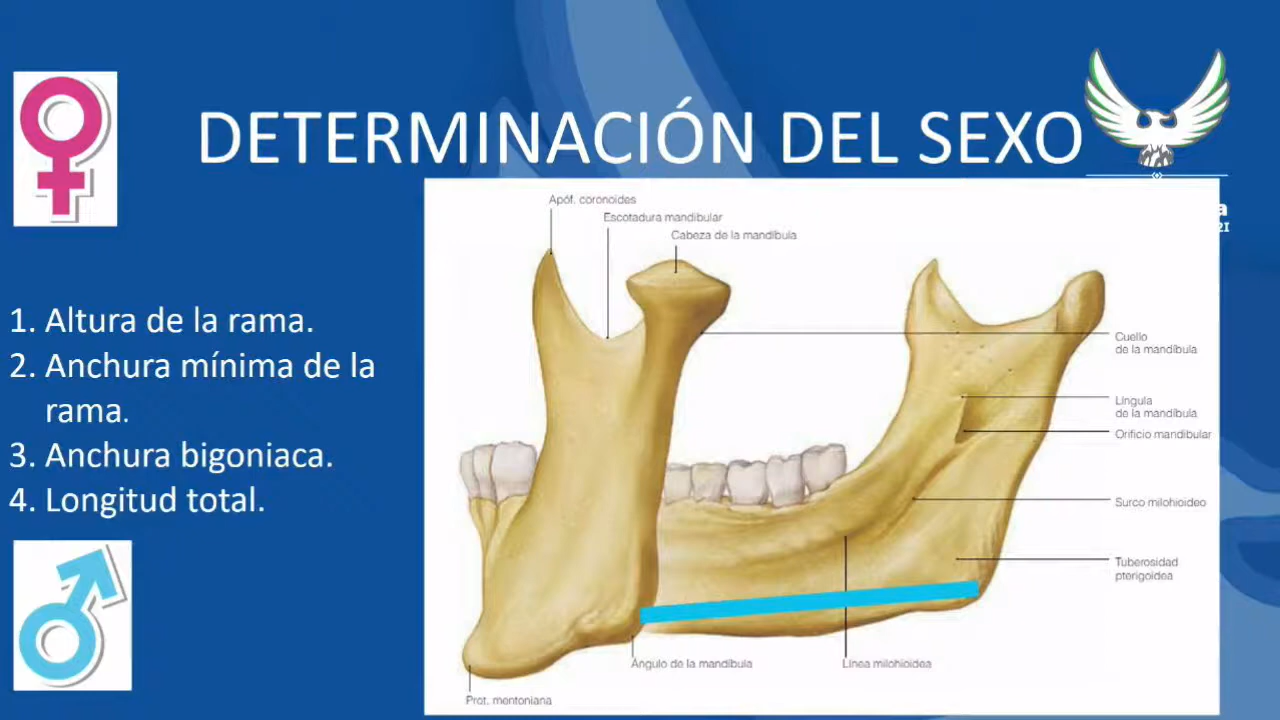 DETERMINACIÓN DEL SEXO
a
21
1. Altura de la rama.
2. Anchura mínima de la
rama.
3. Anchura bigoniaca.
4. Longitud total.
Apóf. coronoides
Escotadura mandibular
Cabeza de la mandíbula
Cuello
de la mandíbula
Língula
de la mandíbula
Orificio mandibular
Surco milohioideo
Tuberosidad
pterigoidea
Ángulo de la mandíbula
Línea milohioidea
Prot. mentoniana